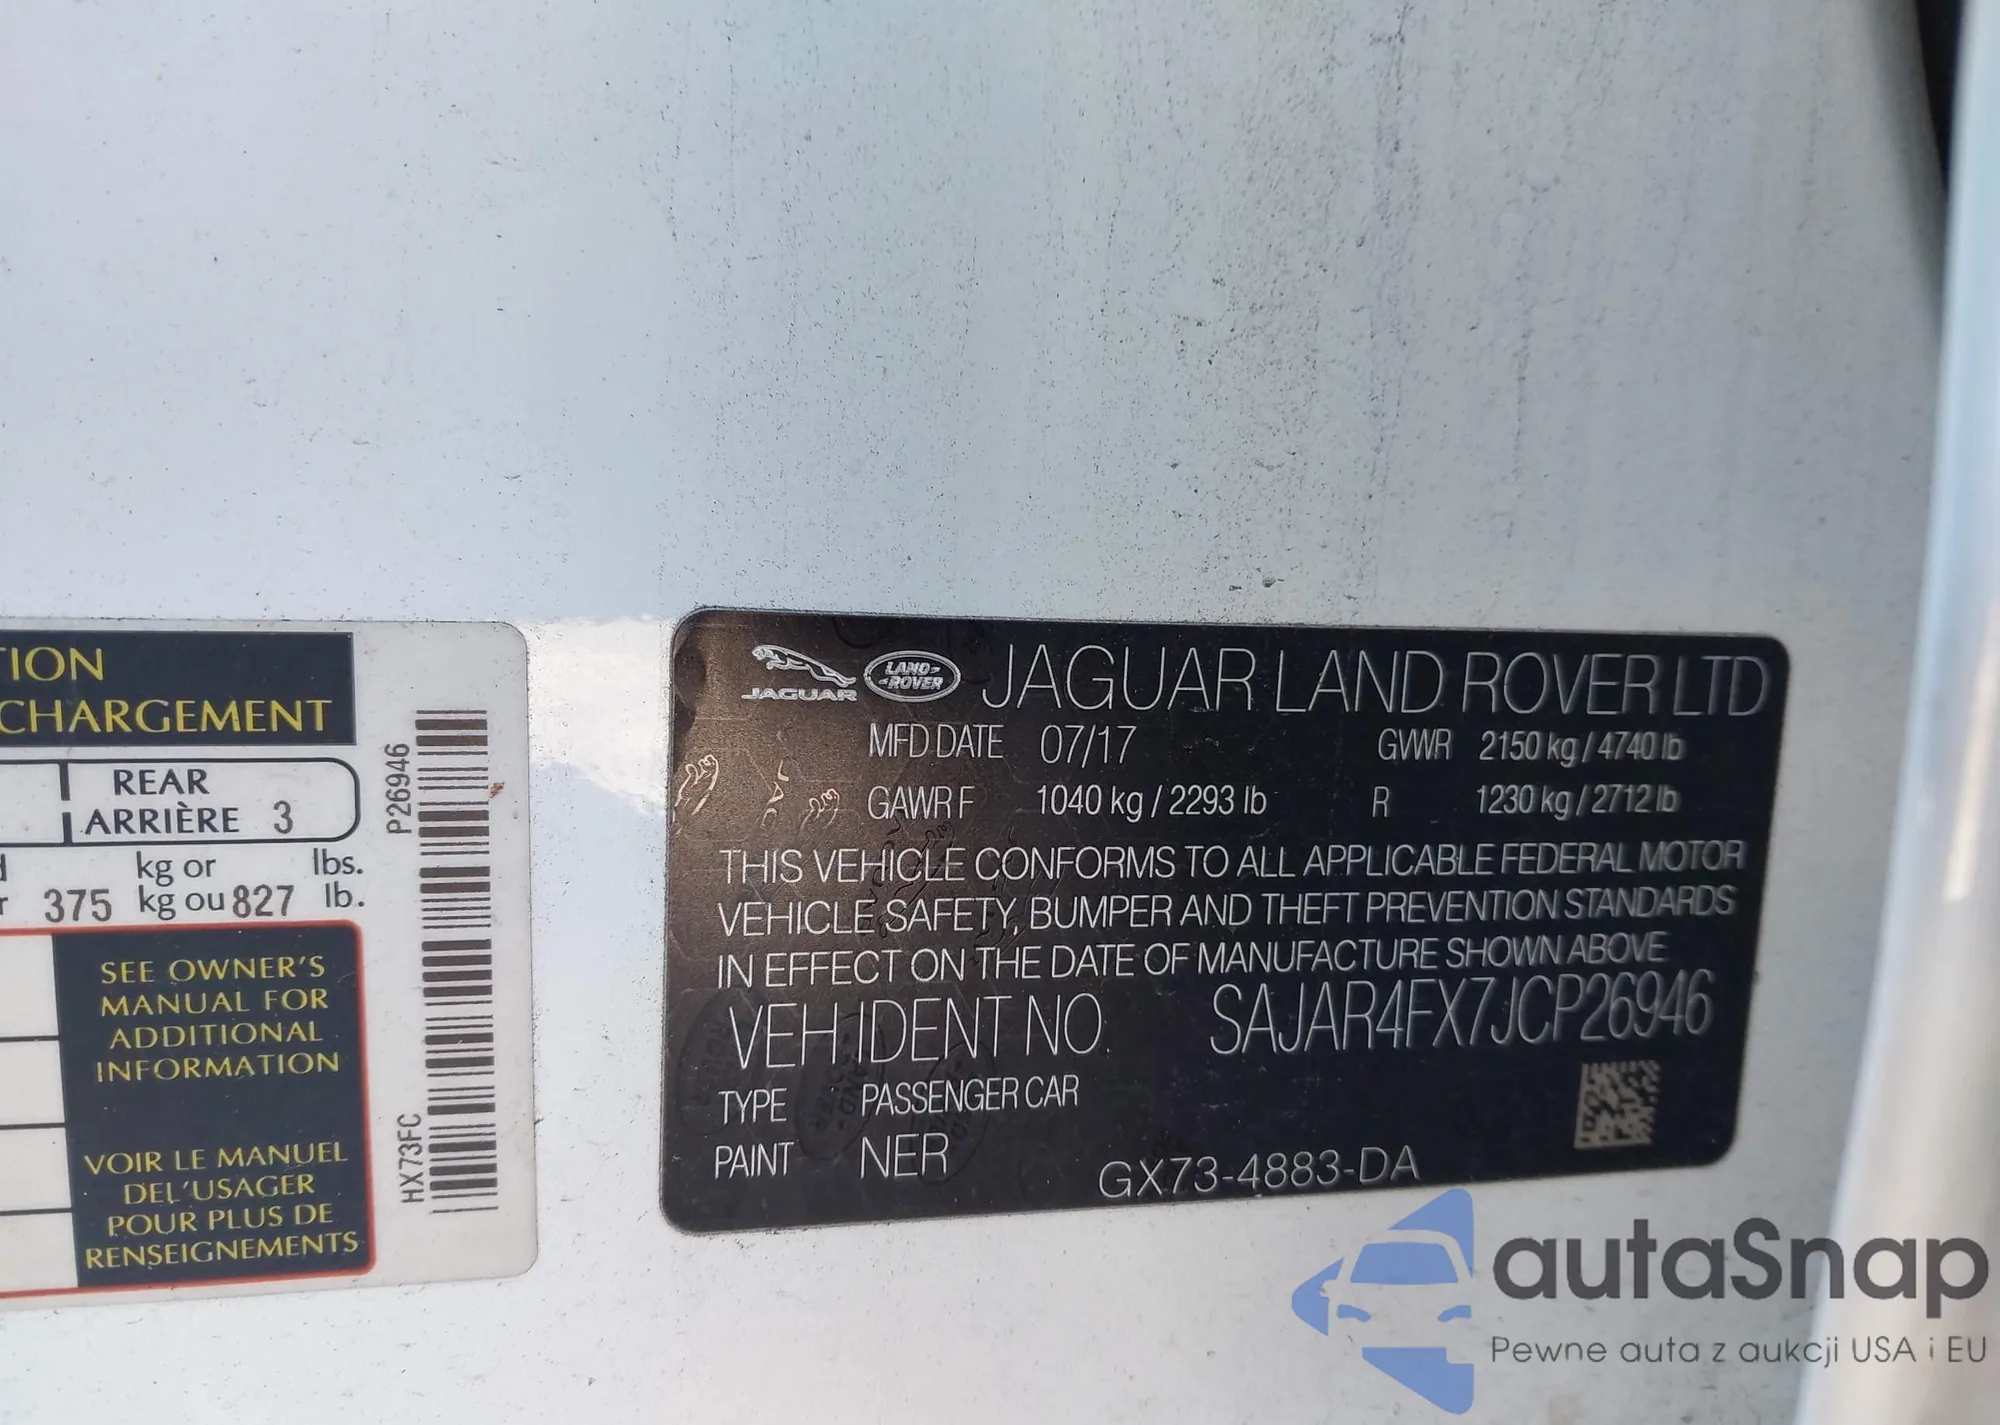 TION
CHARGEMENT
REAR
ARRIÈRE 3
kg or lbs.
375 kg ou 827 lb.
SEE OWNER'S
MANUAL FOR
ADDITIONAL
INFORMATION
VOIR LE MANUEL
DEL'USAGER
POUR PLUS DE
RENSEIGNEMENTS
P26946
HX73FC
JAGUAR LAND ROVER JAGUAR LAND ROVER LTD
MFD DATE 07/17 GVWR 2150 kg / 4740 lb
GAWR F 1040 kg / 2293 lb R 1230 kg / 2712 lb
THIS VEHICLE CONFORMS TO ALL APPLICABLE FEDERAL MOTOR
VEHICLE SAFETY, BUMPER AND THEFT PREVENTION STANDARDS
IN EFFECT ON THE DATE OF MANUFACTURE SHOWN ABOVE
VEH IDENT NO. SAJAR4FX7JCP26946
TYPE PASSENGER CAR
PAINT NER
GX73-4883-DA
autaSnap
Pewne auta z aukcji USA i EU